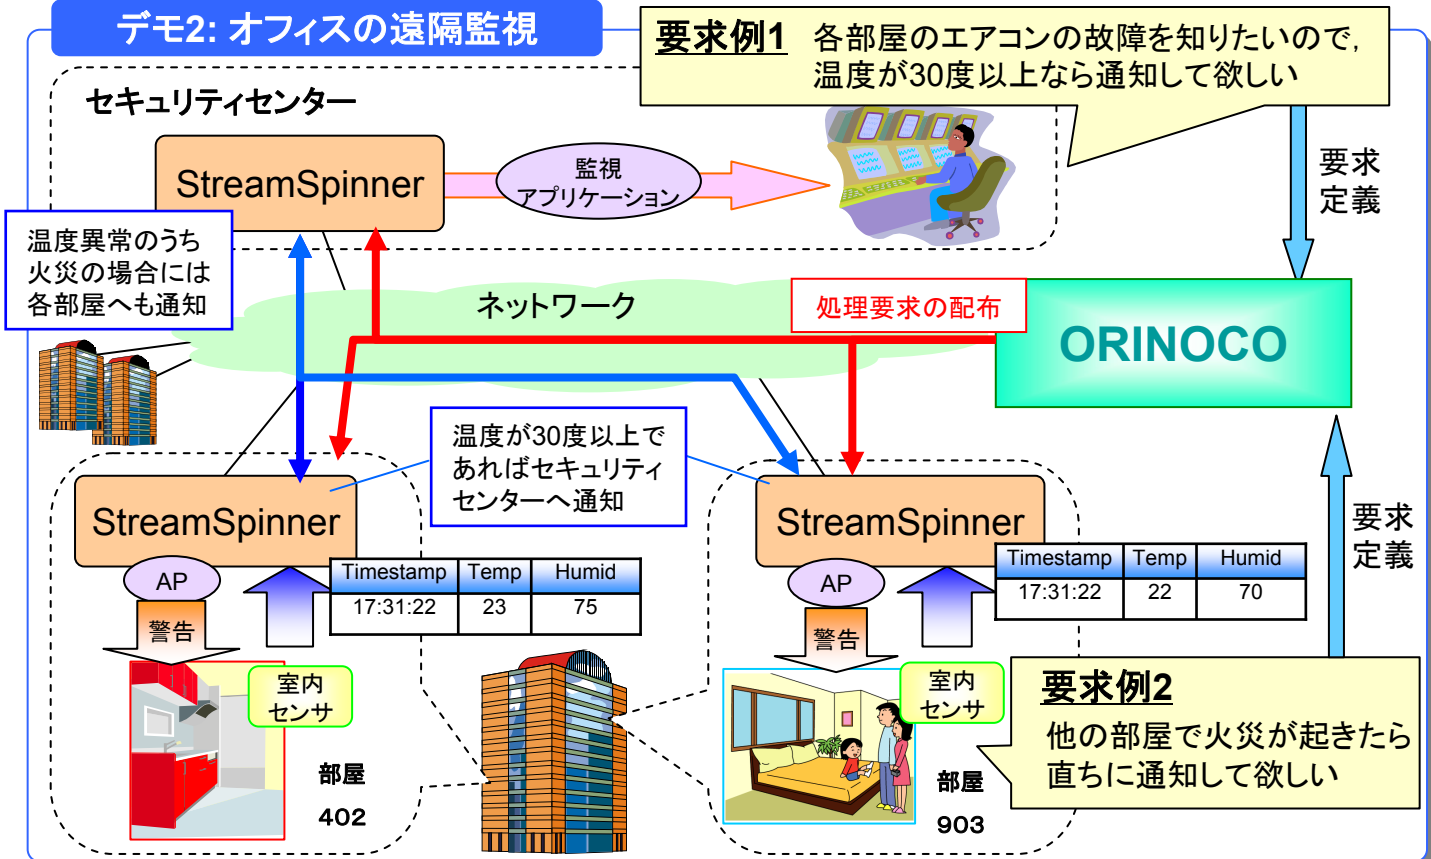 デモ2: オフィスの遠隔監視
要求例1 各部屋のエアコンの故障を知りたいので,
温度が30度以上なら通知して欲しい
セキュリティセンター
StreamSpinner
監視
アプリケーション
要求
定義
温度異常のうち
火災の場合には
各部屋へも通知
ネットワーク
処理要求の配布
ORINOCO
温度が30度以上で
あればセキュリティ
センターへ通知
StreamSpinner
StreamSpinner
要求
定義
AP
Timestamp Temp Humid
17:31:22 23 75
警告
AP
Timestamp Temp Humid
17:31:22 22 70
警告
室内
センサ
部屋
402
室内
センサ
部屋
903
要求例2
他の部屋で火災が起きたら
直ちに通知して欲しい